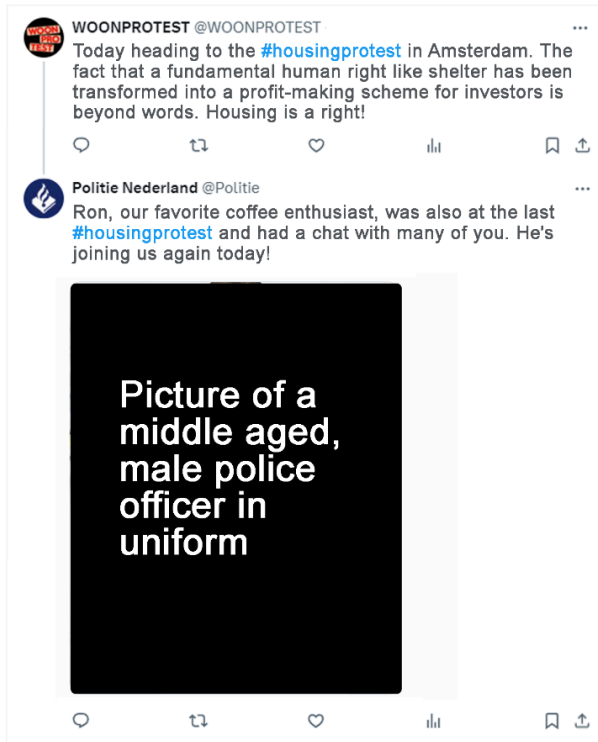 WOONPROTEST @WOONPROTEST
Today heading to the #housingprotest in Amsterdam. The
fact that a fundamental human right like shelter has been
transformed into a profit-making scheme for investors is
beyond words. Housing is a right!
WOON
PRO
TEST
Politie Nederland @Politie
Ron, our favorite coffee enthusiast, was also at the last
#housingprotest and had a chat with many of you. He's
joining us again today!
Picture of a
middle aged,
male police
officer in
uniform